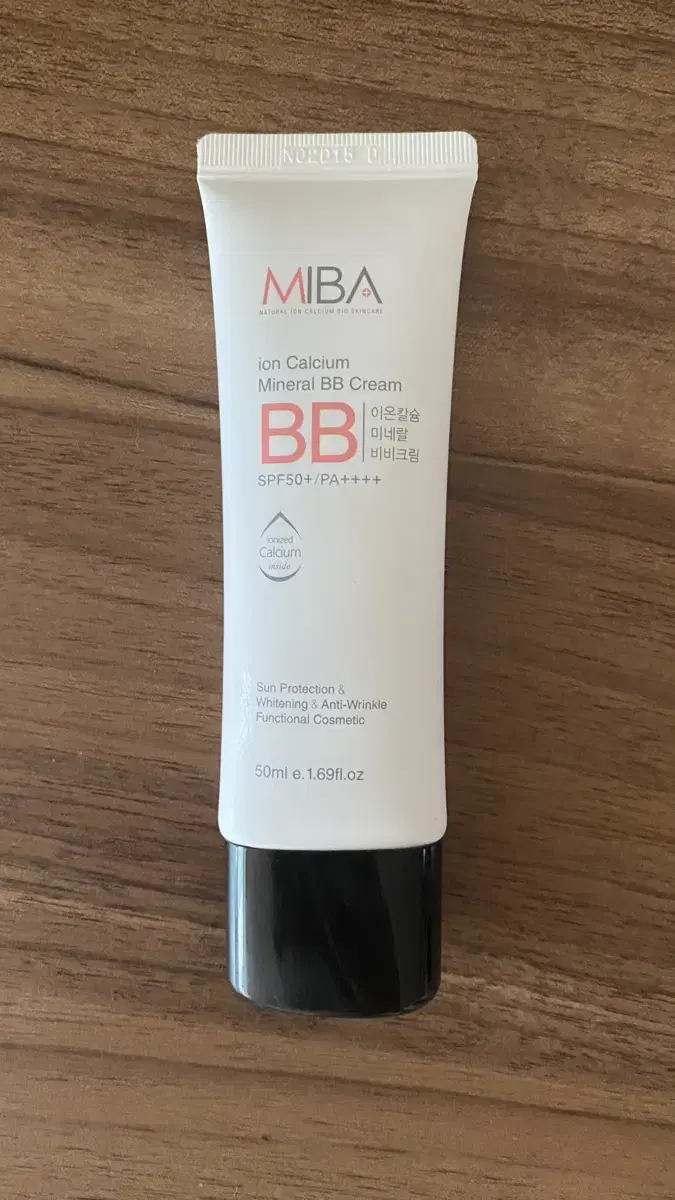 MIBA
NATURAL ION CALCIUM BIO SKINCARE
ion Calcium
Mineral BB Cream
BB
이온칼슘
미네랄
비비크림
SPF50+/PA++++
ionized
Calcium
inside
Sun Protection &
Whitening & Anti-Wrinkle
Functional Cosmetic
50ml e.1.69fl.oz